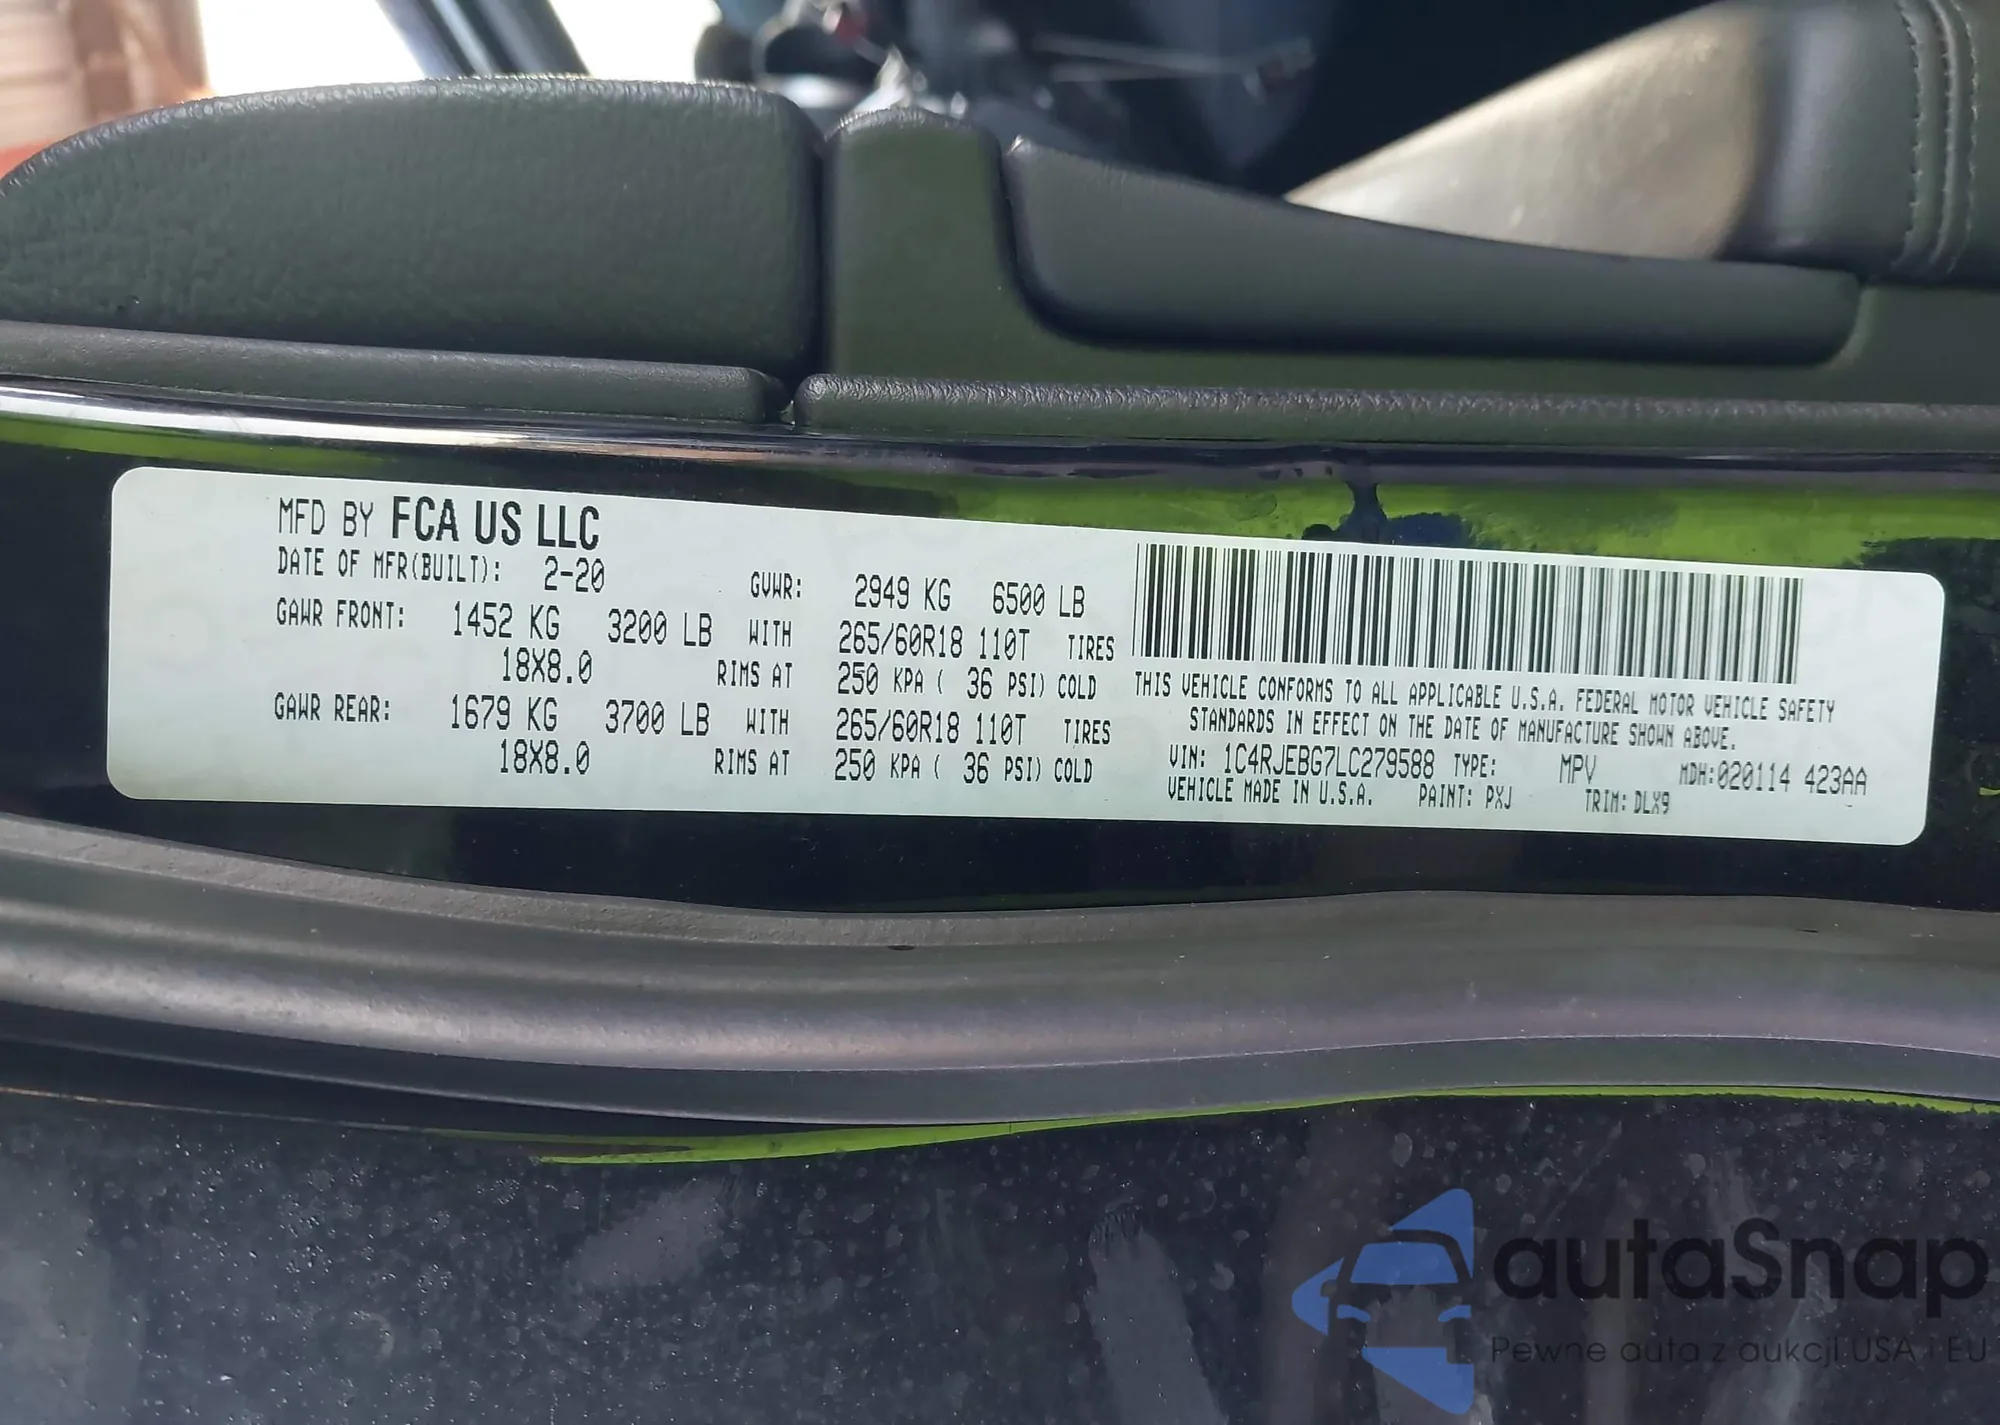 MFD BY FCA US LLC
DATE OF MFR(BUILT): 2-20 GVWR: 2949 KG 6500 LB
GAWR FRONT: 1452 KG 3200 LB WITH 265/60R18 110T TIRES
18X8.0 RIMS AT 250 KPA ( 36 PSI) COLD
GAWR REAR: 1679 KG 3700 LB WITH 265/60R18 110T TIRES
18X8.0 RIMS AT 250 KPA ( 36 PSI) COLD
THIS VEHICLE CONFORMS TO ALL APPLICABLE U.S.A. FEDERAL MOTOR VEHICLE SAFETY
STANDARDS IN EFFECT ON THE DATE OF MANUFACTURE SHOWN ABOVE.
VIN: 1C4RJEBG7LC279588 TYPE: MPV MDH:020114 423AA
VEHICLE MADE IN U.S.A. PAINT: PXJ TRIM: DLX9
autaSnap
Pewne auta z aukcji USA i EU